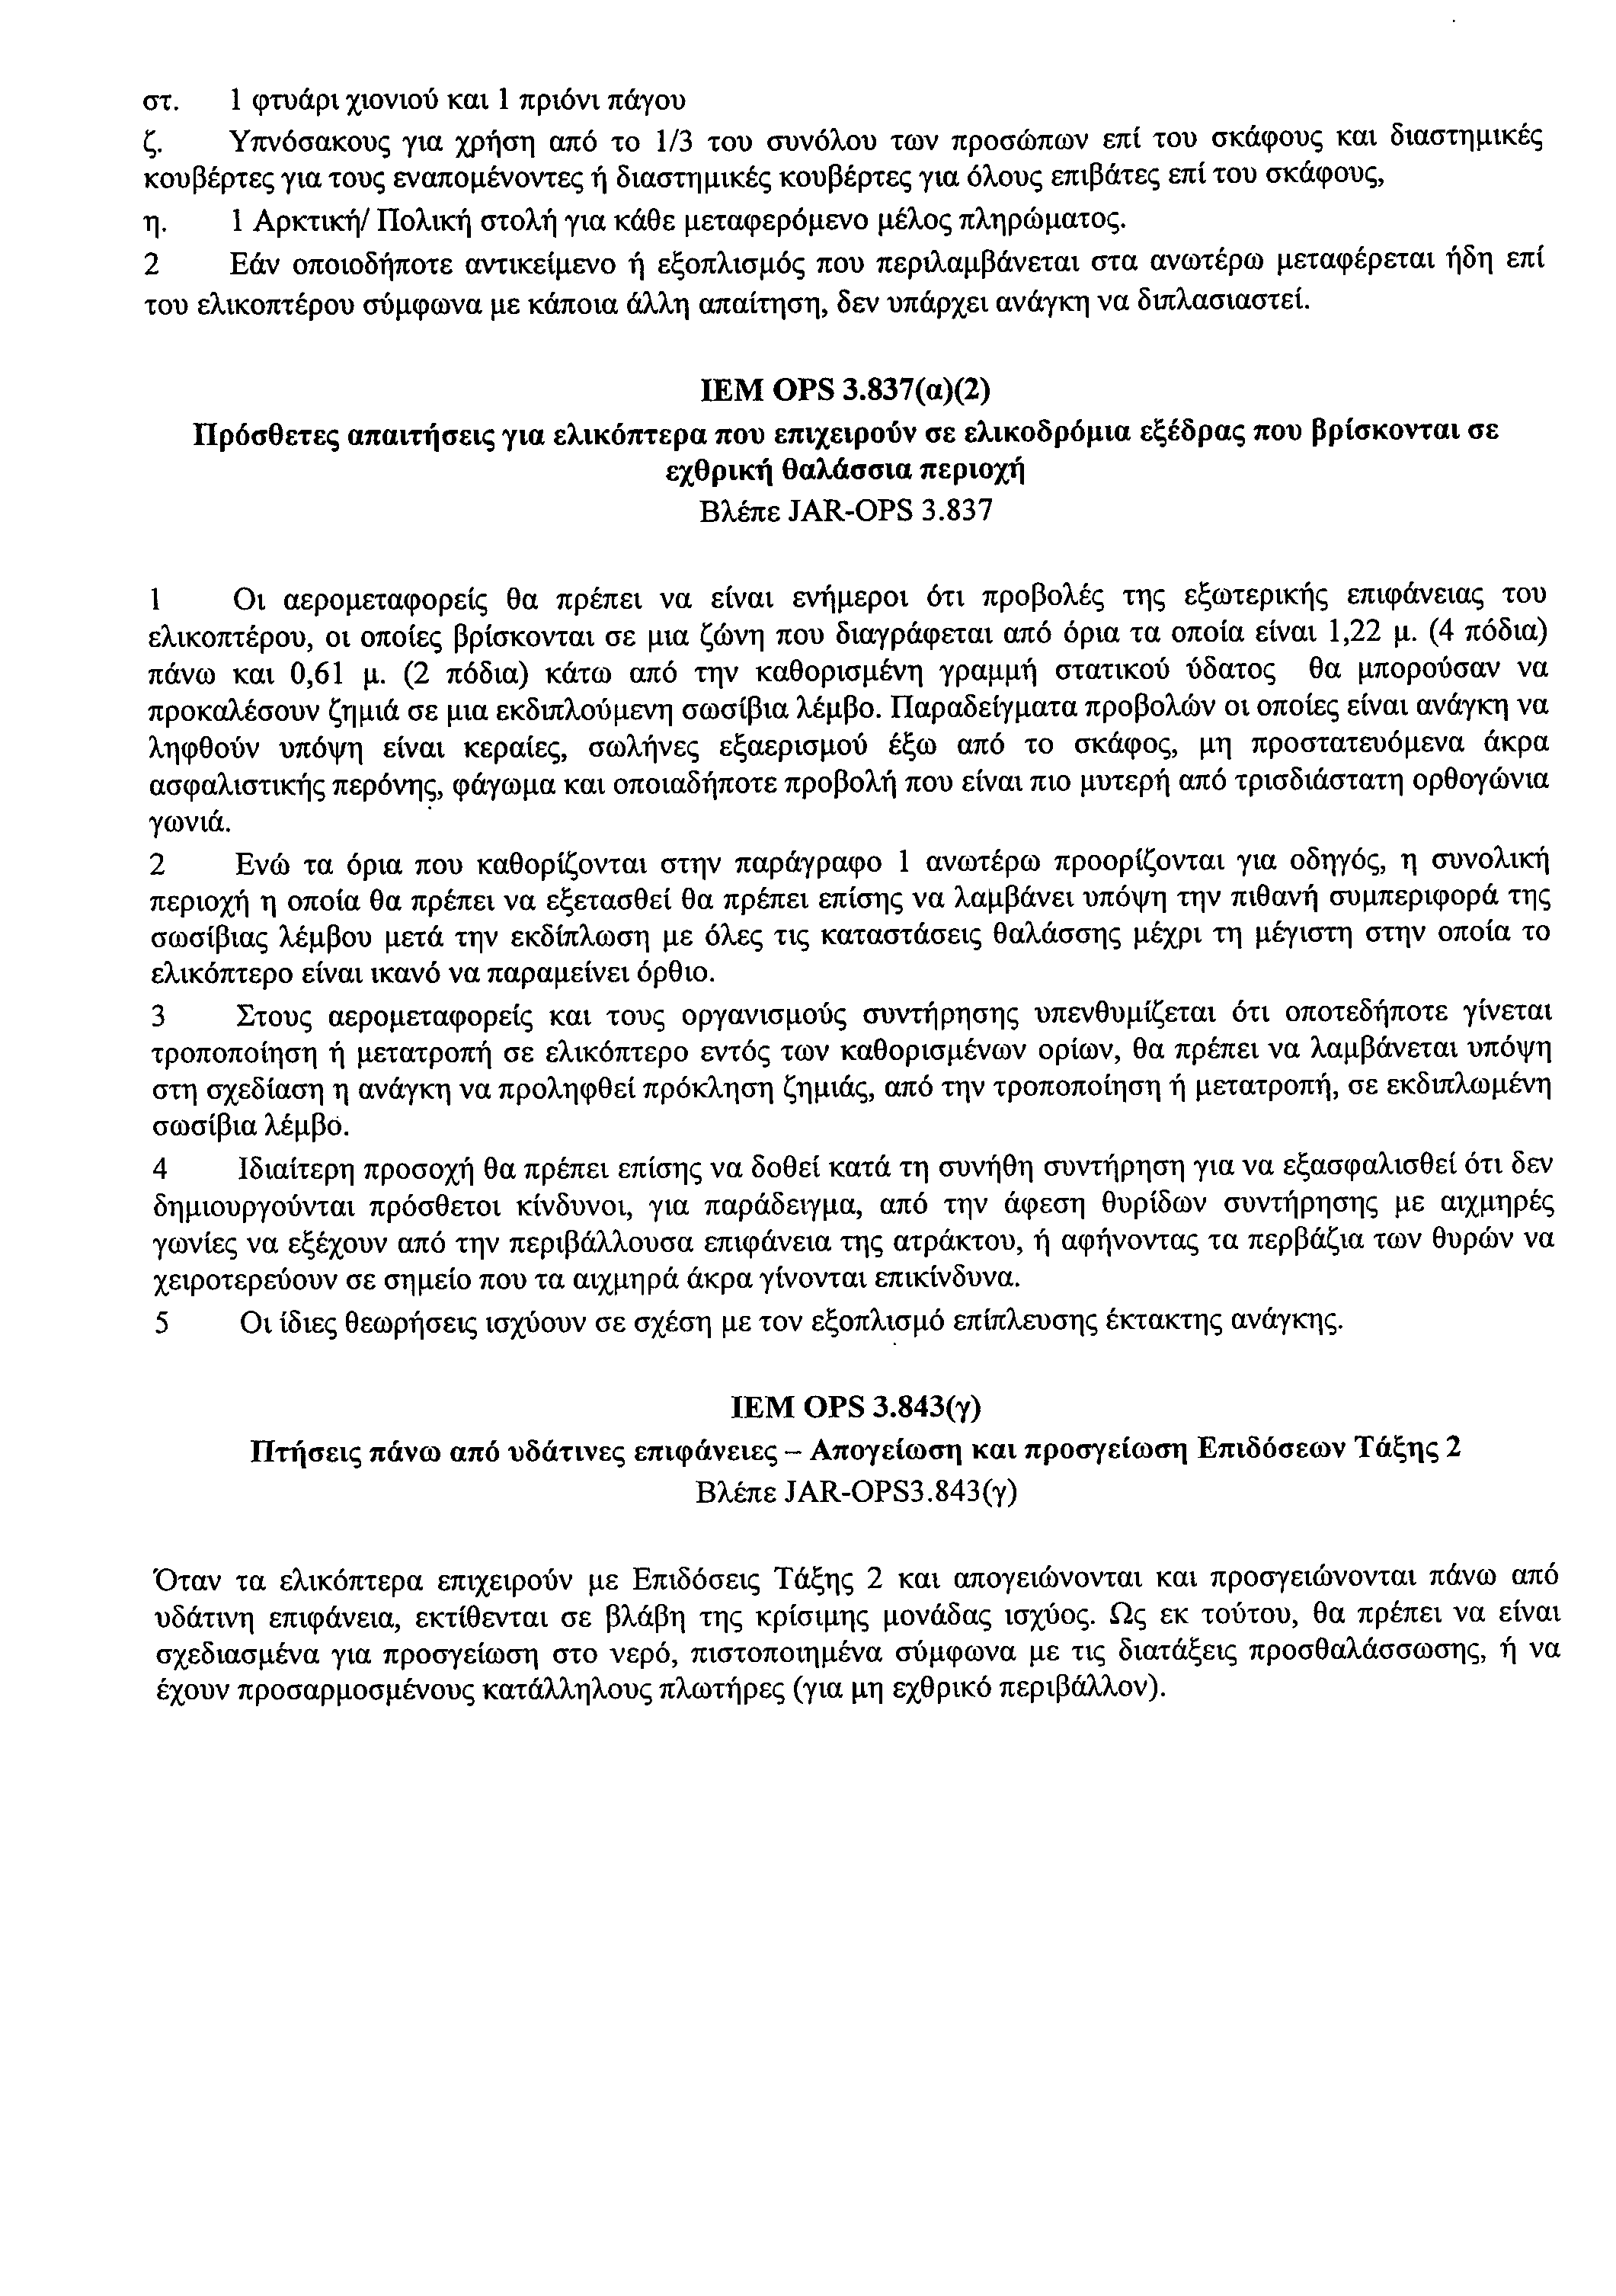 στ. 1 φτυάρι χιονιού και 1 πριόνι πάγου
ζ. Υπνόσακους για χρήση από το 1/3 του συνόλου των προσώπων επί του σκάφους και διαστημικές
κουβέρτες για τους εναπομένοντες ή διαστημικές κουβέρτες για όλους επιβάτες επί του σκάφους,
η. 1 Αρκτική/ Πολική στολή για κάθε μεταφερόμενο μέλος πληρώματος.
2 Εάν οποιοδήποτε αντικείμενο ή εξοπλισμός που περιλαμβάνεται στα ανωτέρω μεταφέρεται ήδη επί
του ελικοπτέρου σύμφωνα με κάποια άλλη απαίτηση, δεν υπάρχει ανάγκη να διπλασιαστεί.
IEM OPS 3.837(α)(2)
Πρόσθετες απαιτήσεις για ελικόπτερα που επιχειρούν σε ελικοδρόμια εξέδρας που βρίσκονται σε
εχθρική θαλάσσια περιοχή
Βλέπε JAR-OPS 3.837
1 Οι αερομεταφορείς θα πρέπει να είναι ενήμεροι ότι προβολές της εξωτερικής επιφάνειας του
ελικοπτέρου, οι οποίες βρίσκονται σε μια ζώνη που διαγράφεται από όρια τα οποία είναι 1,22 μ. (4 πόδια)
πάνω και 0,61 μ. (2 πόδια) κάτω από την καθορισμένη γραμμή στατικού ύδατος θα μπορούσαν να
προκαλέσουν ζημιά σε μια εκδιπλούμενη σωσίβια λέμβο. Παραδείγματα προβολών οι οποίες είναι ανάγκη να
ληφθούν υπόψη είναι κεραίες, σωλήνες εξαερισμού έξω από το σκάφος, μη προστατευόμενα άκρα
ασφαλιστικής περόνης, φάγωμα και οποιαδήποτε προβολή που είναι πιο μυτερή από τρισδιάστατη ορθογώνια
γωνιά.
2 Ενώ τα όρια που καθορίζονται στην παράγραφο 1 ανωτέρω προορίζονται για οδηγός, η συνολική
περιοχή η οποία θα πρέπει να εξετασθεί θα πρέπει επίσης να λαμβάνει υπόψη την πιθανή συμπεριφορά της
σωσίβιας λέμβου μετά την εκδίπλωση με όλες τις καταστάσεις θαλάσσης μέχρι τη μέγιστη στην οποία το
ελικόπτερο είναι ικανό να παραμείνει όρθιο.
3 Στους αερομεταφορείς και τους οργανισμούς συντήρησης υπενθυμίζεται ότι οποτεδήποτε γίνεται
τροποποίηση ή μετατροπή σε ελικόπτερο εντός των καθορισμένων ορίων, θα πρέπει να λαμβάνεται υπόψη
στη σχεδίαση η ανάγκη να προληφθεί πρόκληση ζημιάς, από την τροποποίηση ή μετατροπή, σε εκδιπλωμένη
σωσίβια λέμβο.
4 Ιδιαίτερη προσοχή θα πρέπει επίσης να δοθεί κατά τη συνήθη συντήρηση για να εξασφαλισθεί ότι δεν
δημιουργούνται πρόσθετοι κίνδυνοι, για παράδειγμα, από την άφεση θυρίδων συντήρησης με αιχμηρές
γωνίες να εξέχουν από την περιβάλλουσα επιφάνεια της ατράκτου, ή αφήνοντας τα περβάζια των θυρών να
χειροτερεύουν σε σημείο που τα αιχμηρά άκρα γίνονται επικίνδυνα.
5 Οι ίδιες θεωρήσεις ισχύουν σε σχέση με τον εξοπλισμό επίπλευσης έκτακτης ανάγκης.
IEM OPS 3.843(γ)
Πτήσεις πάνω από υδάτινες επιφάνειες – Απογείωση και προσγείωση Επιδόσεων Τάξης 2
Βλέπε JAR-OPS3.843(γ)
Όταν τα ελικόπτερα επιχειρούν με Επιδόσεις Τάξης 2 και απογειώνονται και προσγειώνονται πάνω από
υδάτινη επιφάνεια, εκτίθενται σε βλάβη της κρίσιμης μονάδας ισχύος. Ως εκ τούτου, θα πρέπει να είναι
σχεδιασμένα για προσγείωση στο νερό, πιστοποιημένα σύμφωνα με τις διατάξεις προσθαλάσσωσης, ή να
έχουν προσαρμοσμένους κατάλληλους πλωτήρες (για μη εχθρικό περιβάλλον).